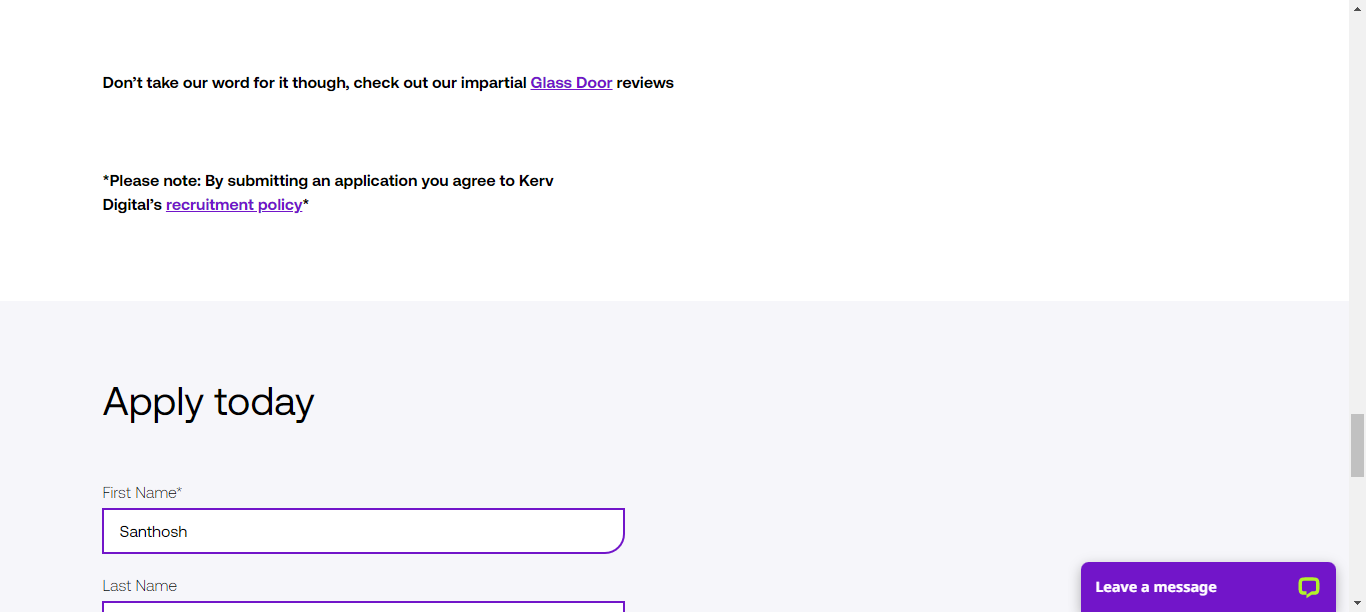 Don’t take our word for it though, check out our impartial Glass Door reviews
*Please note: By submitting an application you agree to Kerv
Digital’s recruitment policy*
Apply today
First Name*
Santhosh
Last Name
Leave a message